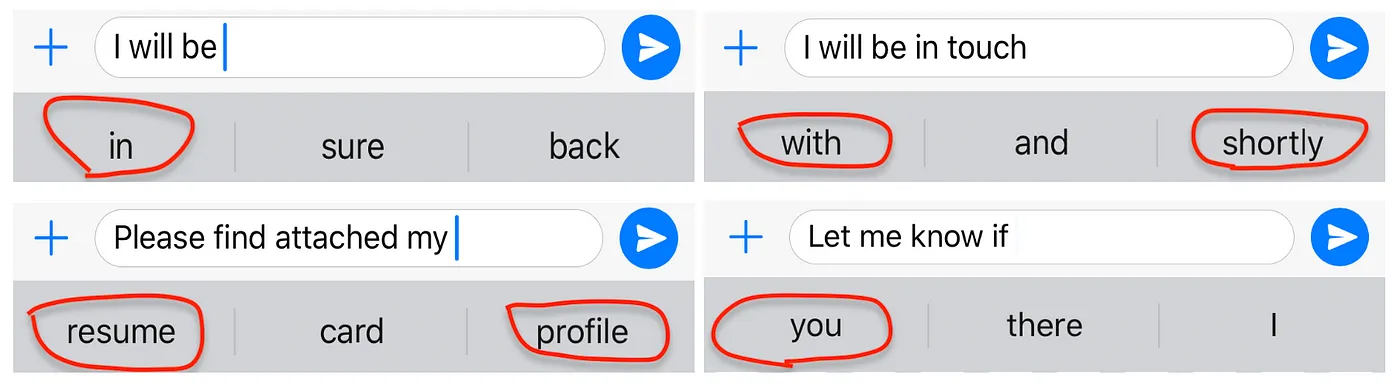 I will be
in sure back
I will be in touch
with and shortly
Please find attached my
resume card profile
Let me know if
you there I